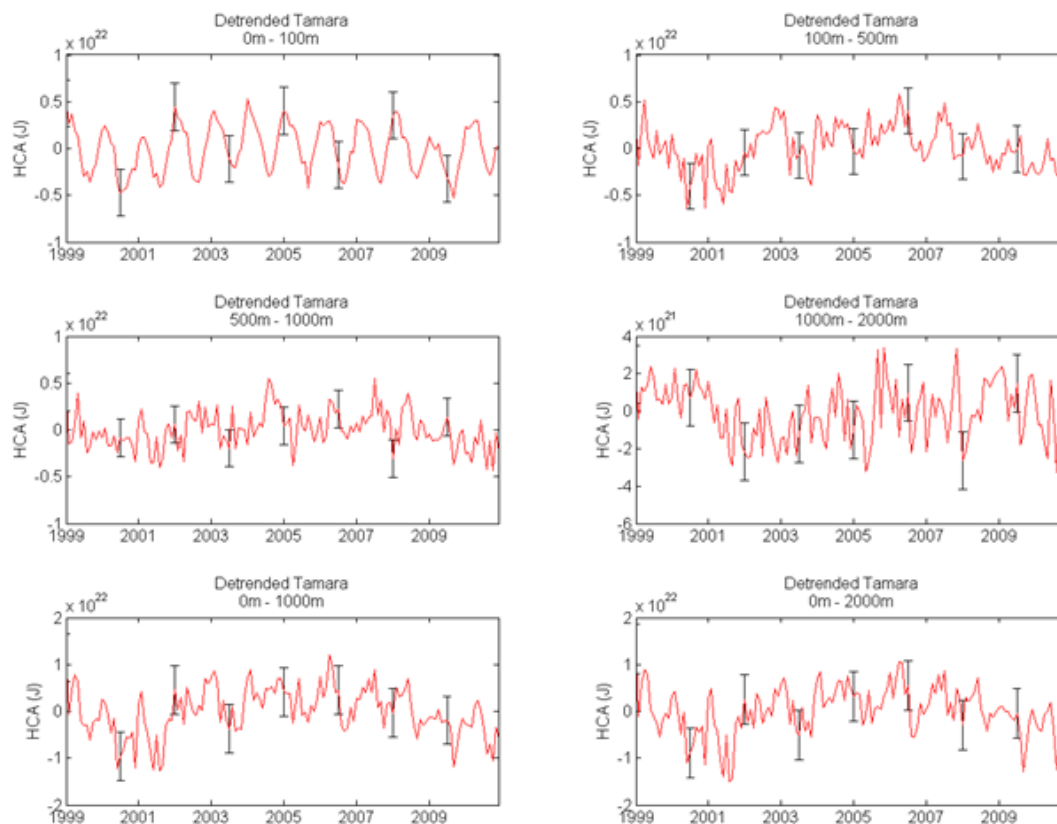 Detrended Tamara
0m - 100m
x 10^22
1
0.5
0
-0.5
-1
HCA (J)
1999 2001 2003 2005 2007 2009
Detrended Tamara
100m - 500m
x 10^22
1
0.5
0
-0.5
-1
HCA (J)
1999 2001 2003 2005 2007 2009
Detrended Tamara
500m - 1000m
x 10^22
1
0.5
0
-0.5
-1
HCA (J)
1999 2001 2003 2005 2007 2009
Detrended Tamara
1000m - 2000m
x 10^21
4
2
0
-2
-4
-6
HCA (J)
1999 2001 2003 2005 2007 2009
Detrended Tamara
0m - 1000m
x 10^22
2
1
0
-1
-2
HCA (J)
1999 2001 2003 2005 2007 2009
Detrended Tamara
0m - 2000m
x 10^22
2
1
0
-1
-2
HCA (J)
1999 2001 2003 2005 2007 2009